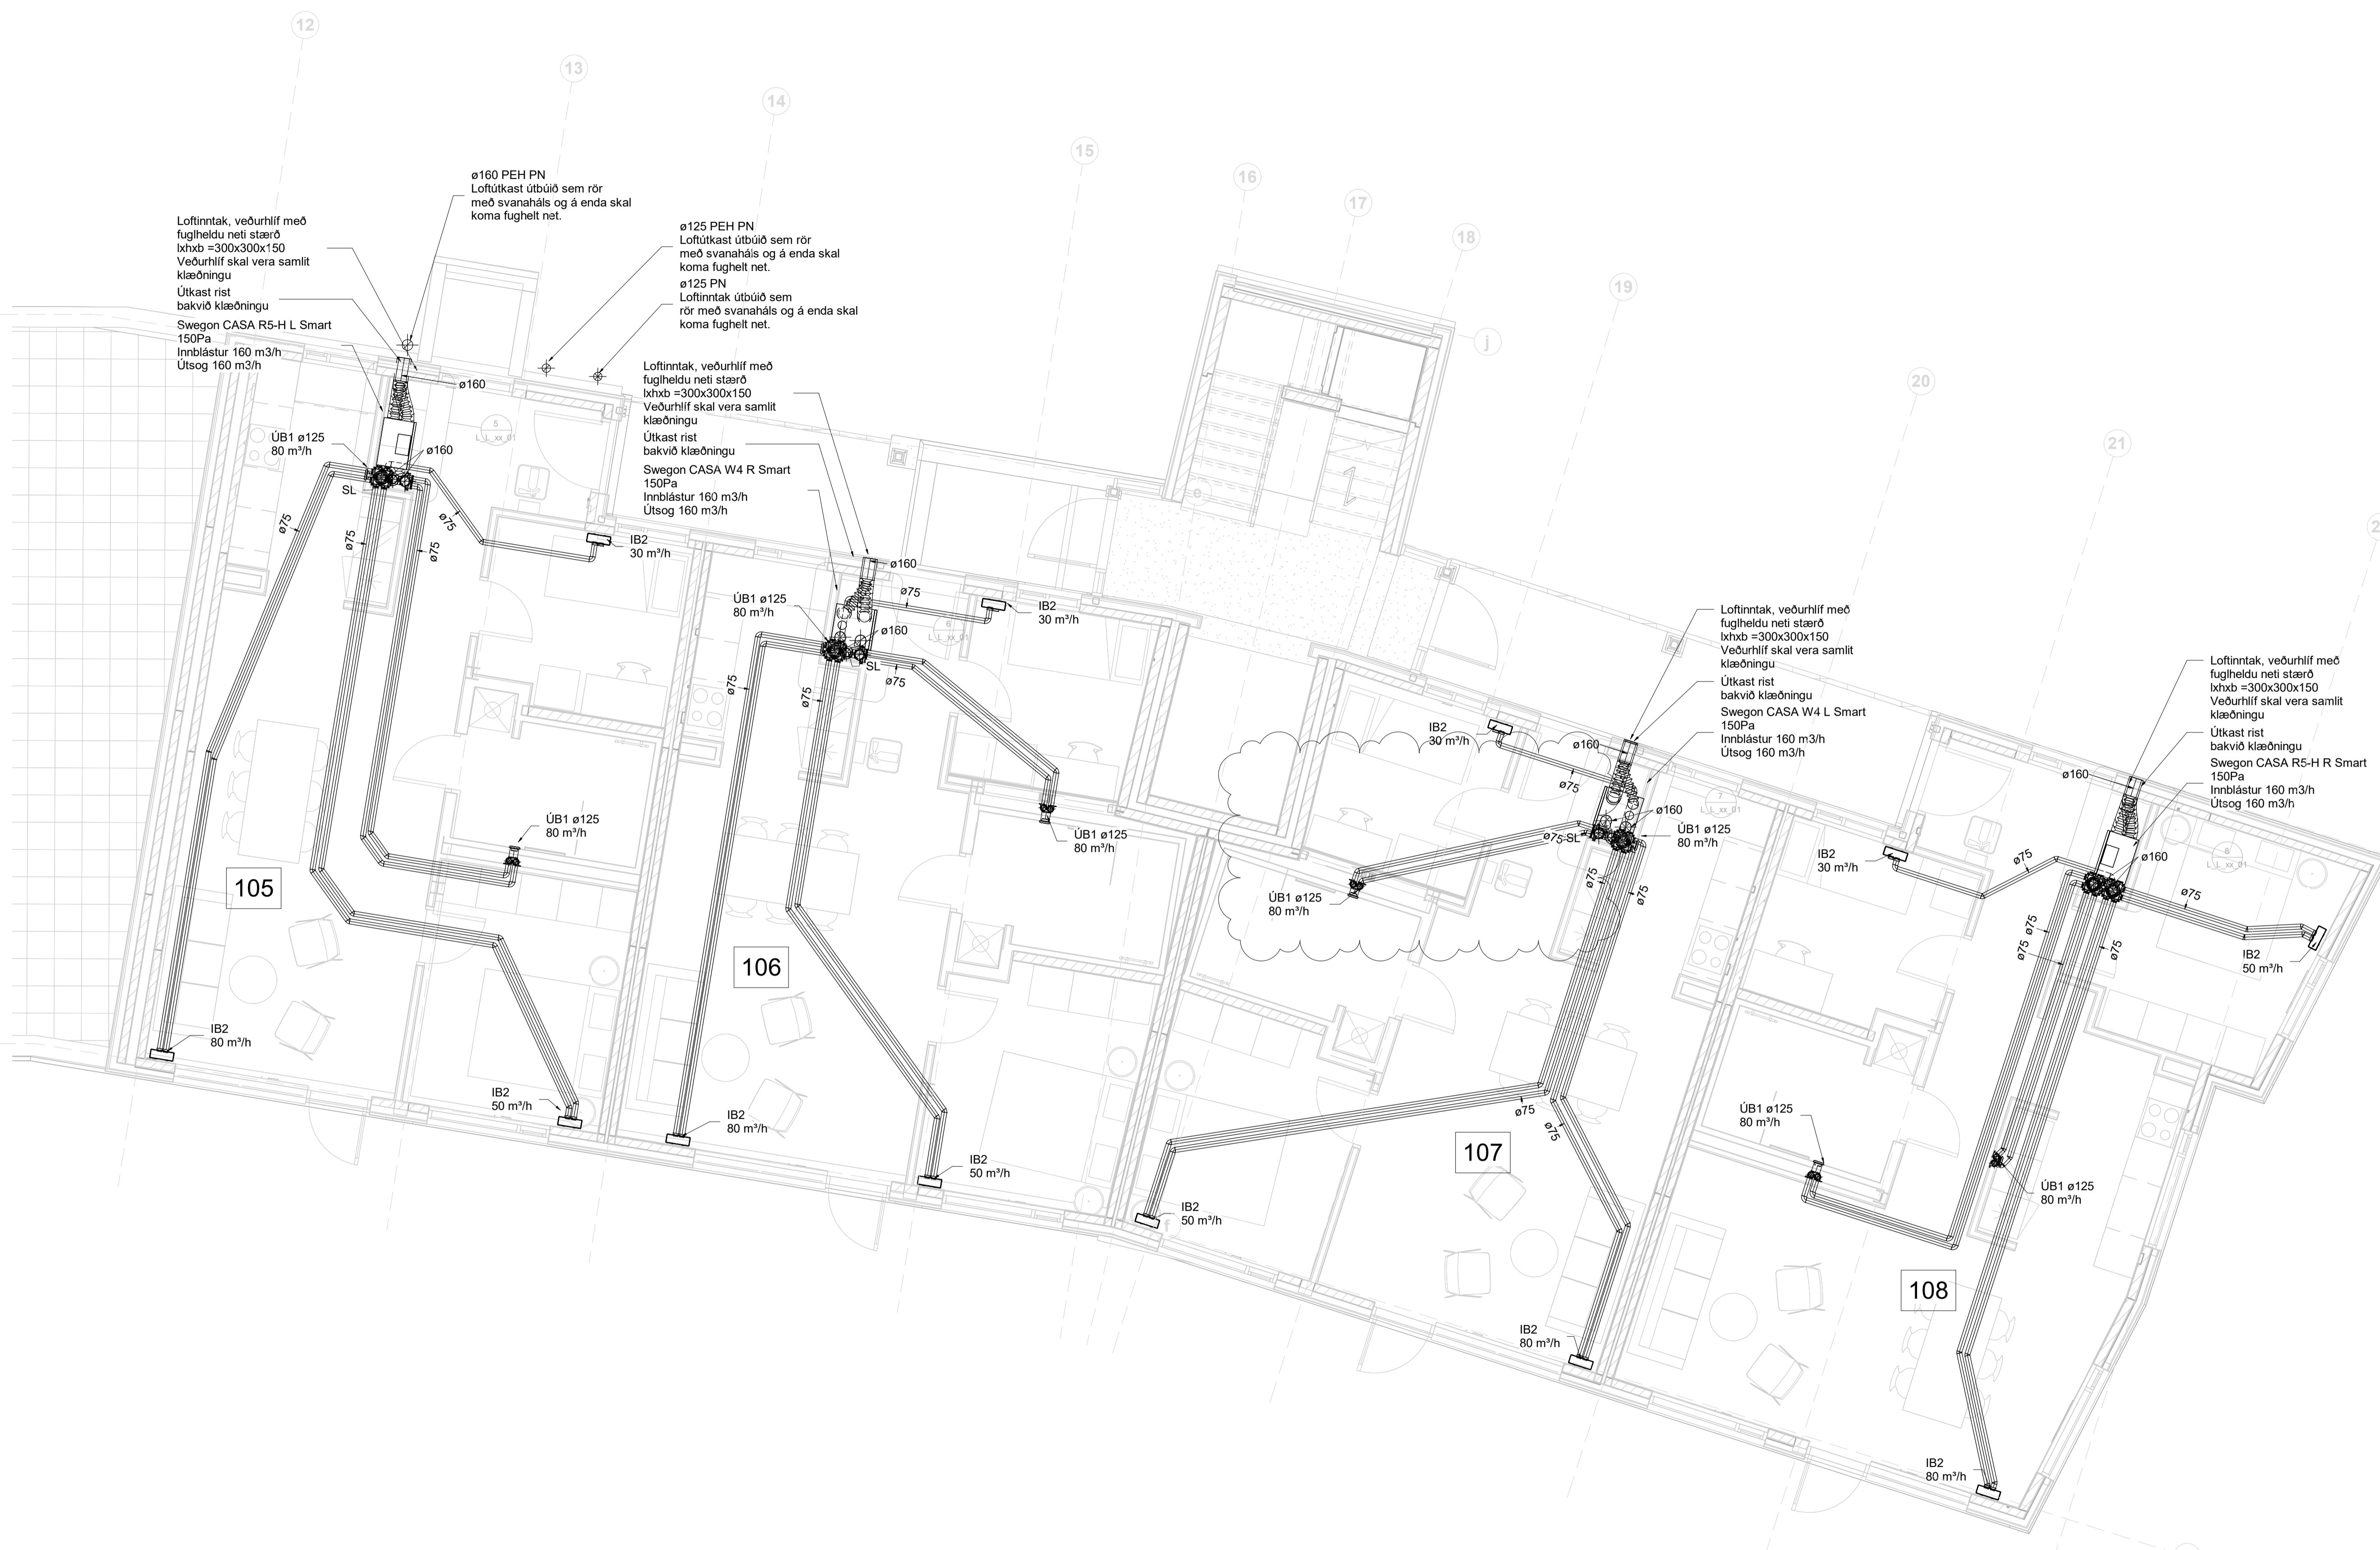 12
13
14
15
16
17
18
19
20
21
j
e
f
ø160 PEH PN
Loftútkast útbúið sem rör
með svanaháls og á enda skal
koma fughelt net.
Loftinntak, veðurhlíf með
fuglheldu neti stærð
lxhxb =300x300x150
Veðurhlíf skal vera samlit
klæðningu
Útkast rist
bakvið klæðningu
Swegon CASA R5-H L Smart
150Pa
Innblástur 160 m3/h
Útsog 160 m3/h
ø125 PEH PN
Loftútkast útbúið sem rör
með svanaháls og á enda skal
koma fughelt net.
ø125 PN
Loftinntak útbúið sem
rör með svanaháls og á enda skal
koma fughelt net.
ø160
5
L_L_xx_01
ÚB1 ø125
80 m³/h
ø160
SL
ø75
ø75
ø75
ø75
IB2
30 m³/h
ÚB1 ø125
80 m³/h
105
IB2
80 m³/h
IB2
50 m³/h
Loftinntak, veðurhlíf með
fuglheldu neti stærð
lxhxb =300x300x150
Veðurhlíf skal vera samlit
klæðningu
Útkast rist
bakvið klæðningu
Swegon CASA W4 R Smart
150Pa
Innblástur 160 m3/h
Útsog 160 m3/h
ø160
ø75
ÚB1 ø125
80 m³/h
6
L_L_xx_01
IB2
30 m³/h
ø160
SL
ø75
ø75
ø75
ÚB1 ø125
80 m³/h
106
IB2
80 m³/h
IB2
50 m³/h
Loftinntak, veðurhlíf með
fuglheldu neti stærð
lxhxb =300x300x150
Veðurhlíf skal vera samlit
klæðningu
Útkast rist
bakvið klæðningu
Swegon CASA W4 L Smart
150Pa
Innblástur 160 m3/h
Útsog 160 m3/h
IB2
30 m³/h
ø160
ø75
7
L_L_xx_01
ø160
ø75
SL
ÚB1 ø125
80 m³/h
ø75
ø75
ÚB1 ø125
80 m³/h
ø75
ø75
107
IB2
50 m³/h
IB2
80 m³/h
Loftinntak, veðurhlíf með
fuglheldu neti stærð
lxhxb =300x300x150
Veðurhlíf skal vera samlit
klæðningu
Útkast rist
bakvið klæðningu
Swegon CASA R5-H R Smart
150Pa
Innblástur 160 m3/h
Útsog 160 m3/h
ø160
IB2
30 m³/h
ø75
ø160
8
L_L_xx_01
ø75
ø75
ø75
ø75
IB2
50 m³/h
ÚB1 ø125
80 m³/h
ÚB1 ø125
80 m³/h
108
IB2
80 m³/h